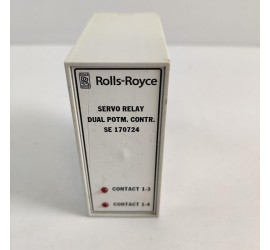 Rolls-Royce
SERVO RELAY
DUAL POTM. CONTR.
SE 170724
CONTACT 1-3
CONTACT 1-4